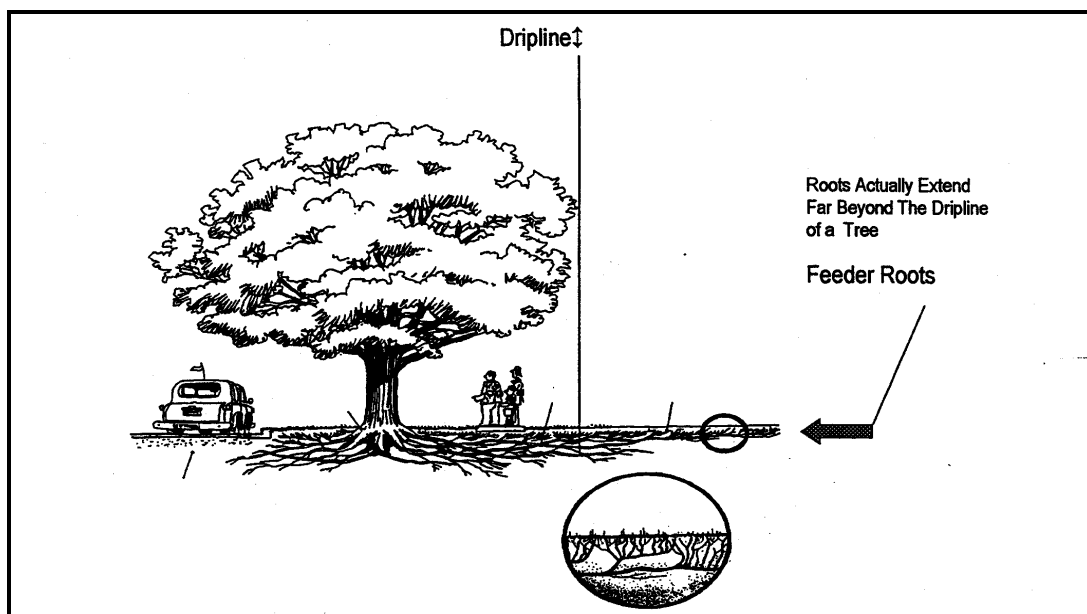 Dripline↕
Roots Actually Extend
Far Beyond The Dripline
of a Tree
Feeder Roots